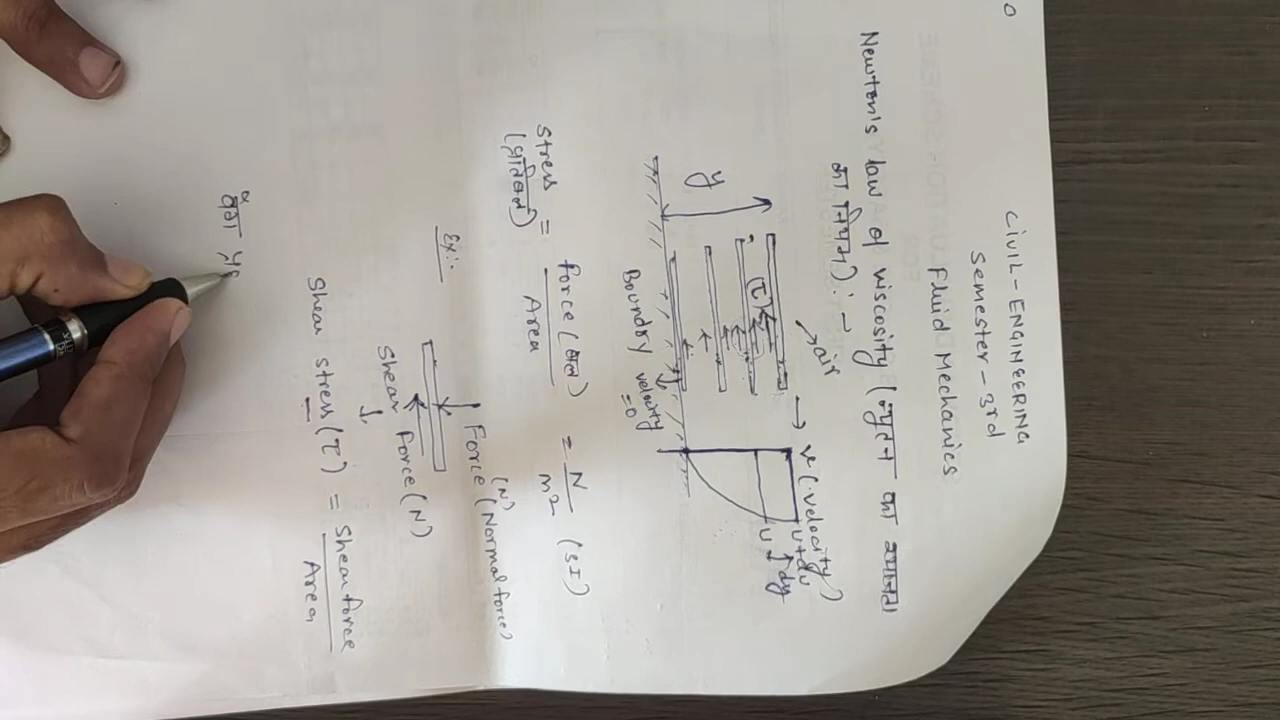 CIVIL-ENGINEERING
Semester-3rd
Fluid Mechanics
Newton's law of viscosity (न्यूटन का श्यानता
का नियम):-
air
→ v (velocity)
u+du
u
dy
y
(τ)
Boundry velocity
=0
Stress = Force (बल) / Area = N / m2 (SI)
(प्रतिबल)
Ex:-
Force (Normal force)
(N)
Shear Force (N)
Shear stress (τ) = Shear force / Area
वेग प्र